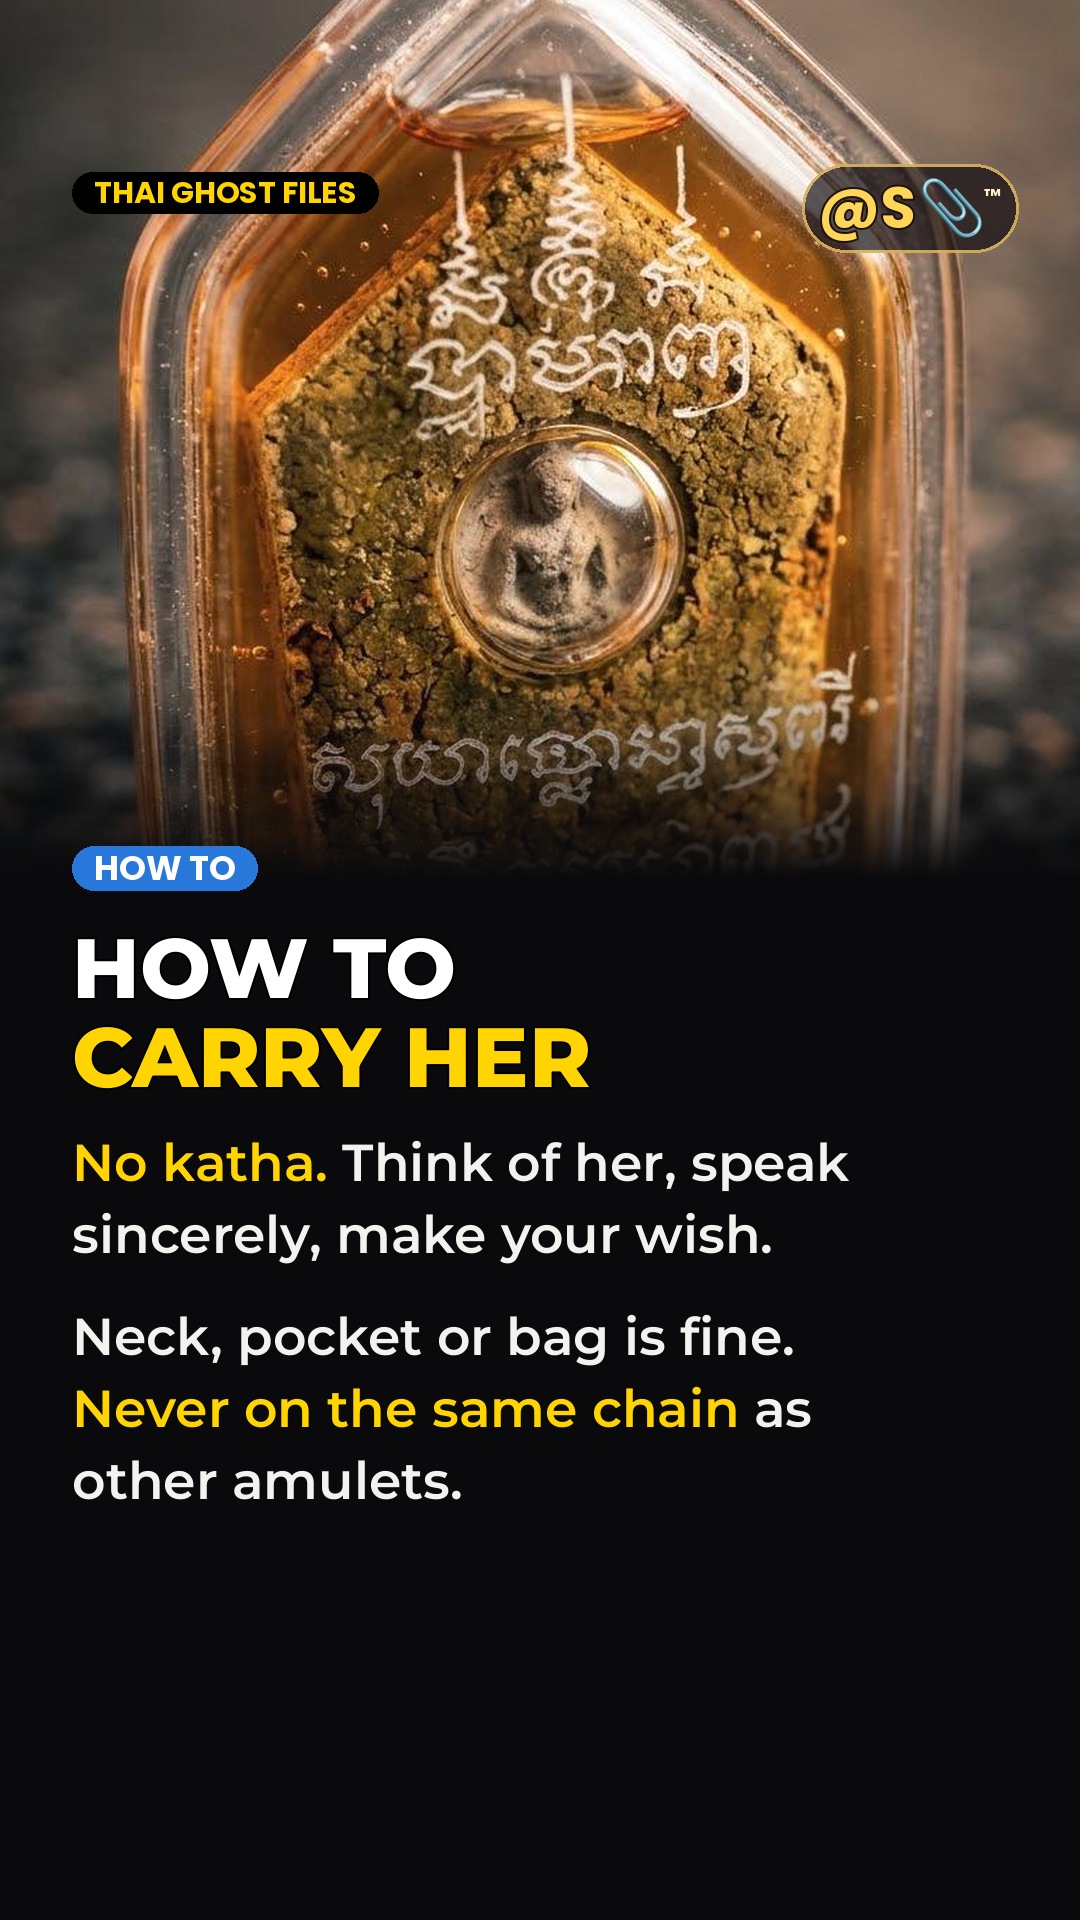 THAI GHOST FILES
@S📎™
HOW TO
HOW TO
CARRY HER
No katha. Think of her, speak
sincerely, make your wish.
Neck, pocket or bag is fine.
Never on the same chain as
other amulets.